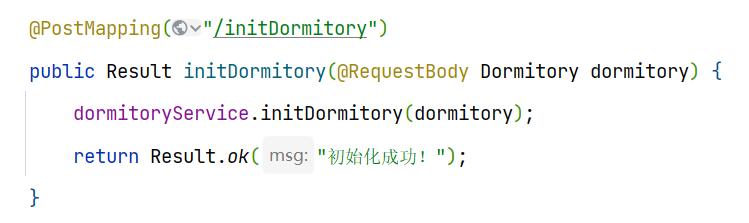 @PostMapping("/initDormitory")
public Result initDormitory(@RequestBody Dormitory dormitory) {
dormitoryService.initDormitory(dormitory);
return Result.ok( msg: "初始化成功！");
}